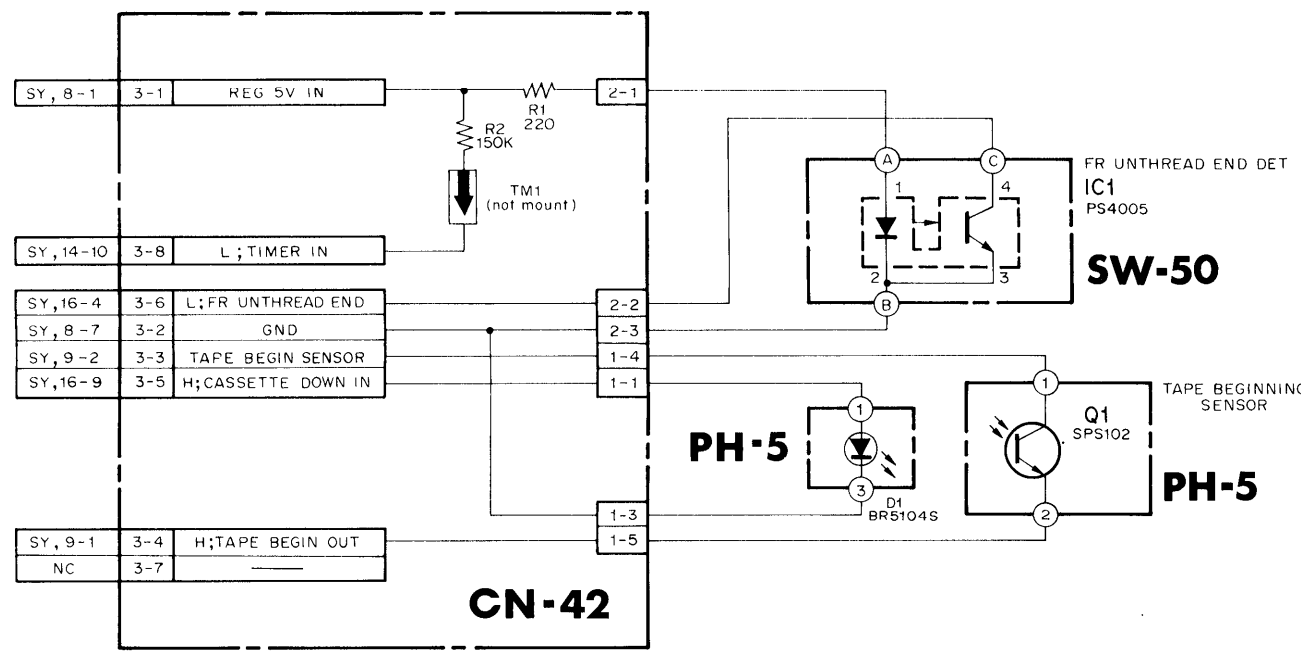 SY, 8-1 3-1 REG 5V IN 2-1
R1
220
R2
150K
TM1
(not mount)
SY, 14-10 3-8 L;TIMER IN
SY, 16-4 3-6 L;FR UNTHREAD END 2-2
SY, 8-7 3-2 GND 2-3
SY, 9-2 3-3 TAPE BEGIN SENSOR 1-4
SY, 16-9 3-5 H;CASSETTE DOWN IN 1-1
1-3
SY, 9-1 3-4 H;TAPE BEGIN OUT 1-5
NC 3-7
CN-42
A C
1 4
2 3
B
FR UNTHREAD END DET
IC1
PS4005
SW-50
PH-5
1
3
D1
BR5104S
1
Q1
SPS102
2
TAPE BEGINNING
SENSOR
PH-5